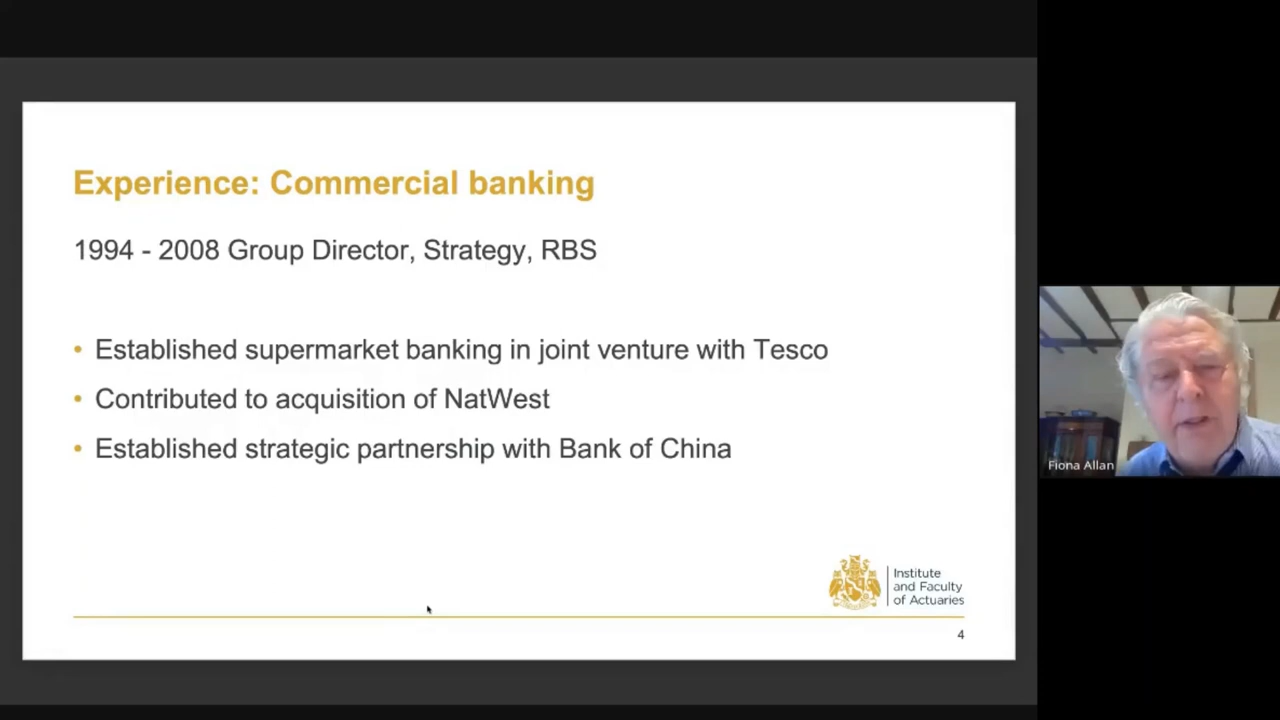 Experience: Commercial banking
1994 - 2008 Group Director, Strategy, RBS
• Established supermarket banking in joint venture with Tesco
• Contributed to acquisition of NatWest
• Established strategic partnership with Bank of China
Institute
and Faculty
of Actuaries
4
Fiona Allan